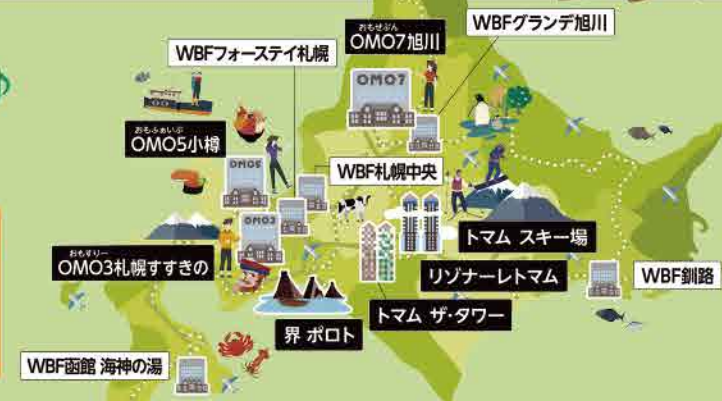 おもせぶん
OMO7旭川
WBFグランデ旭川
WBFフォーステイ札幌
OMO7
おもふぁいぶ
OMO5小樽
OMO5
WBF札幌中央
OMO3
おもすりー
OMO3札幌すすきの
トマム スキー場
リゾナーレトマム
WBF釧路
トマム ザ・タワー
界 ポロト
WBF函館 海神の湯